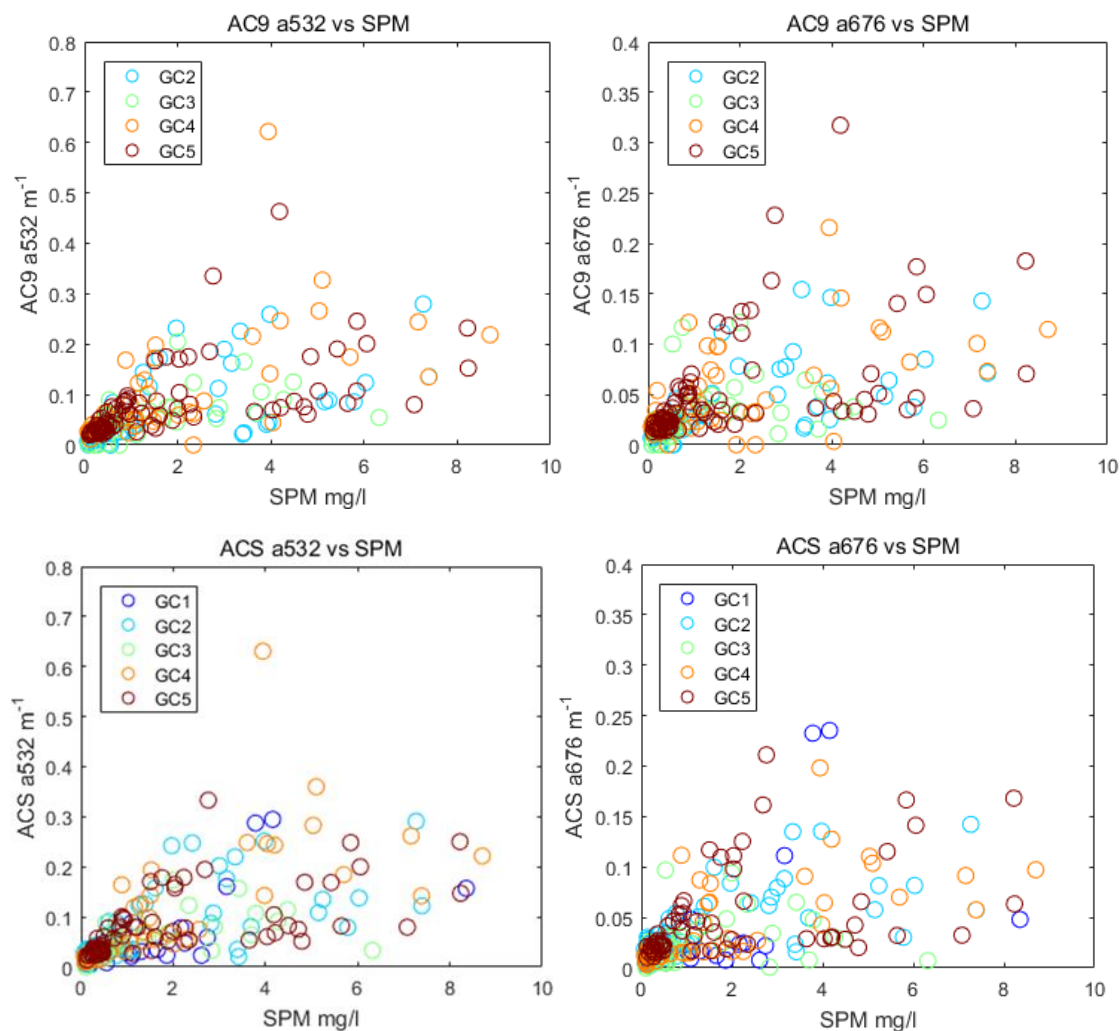 AC9 a532 vs SPM
0.8
0.7
0.6
0.5
0.4
0.3
0.2
0.1
0
GC2
GC3
GC4
GC5
AC9 a532 m-1
0 2 4 6 8 10
SPM mg/l
AC9 a676 vs SPM
0.4
0.35
0.3
0.25
0.2
0.15
0.1
0.05
0
GC2
GC3
GC4
GC5
AC9 a676 m-1
0 2 4 6 8 10
SPM mg/l
ACS a532 vs SPM
0.8
0.7
0.6
0.5
0.4
0.3
0.2
0.1
0
GC1
GC2
GC3
GC4
GC5
ACS a532 m-1
0 2 4 6 8 10
SPM mg/l
ACS a676 vs SPM
0.4
0.35
0.3
0.25
0.2
0.15
0.1
0.05
0
GC1
GC2
GC3
GC4
GC5
ACS a676 m-1
0 2 4 6 8 10
SPM mg/l